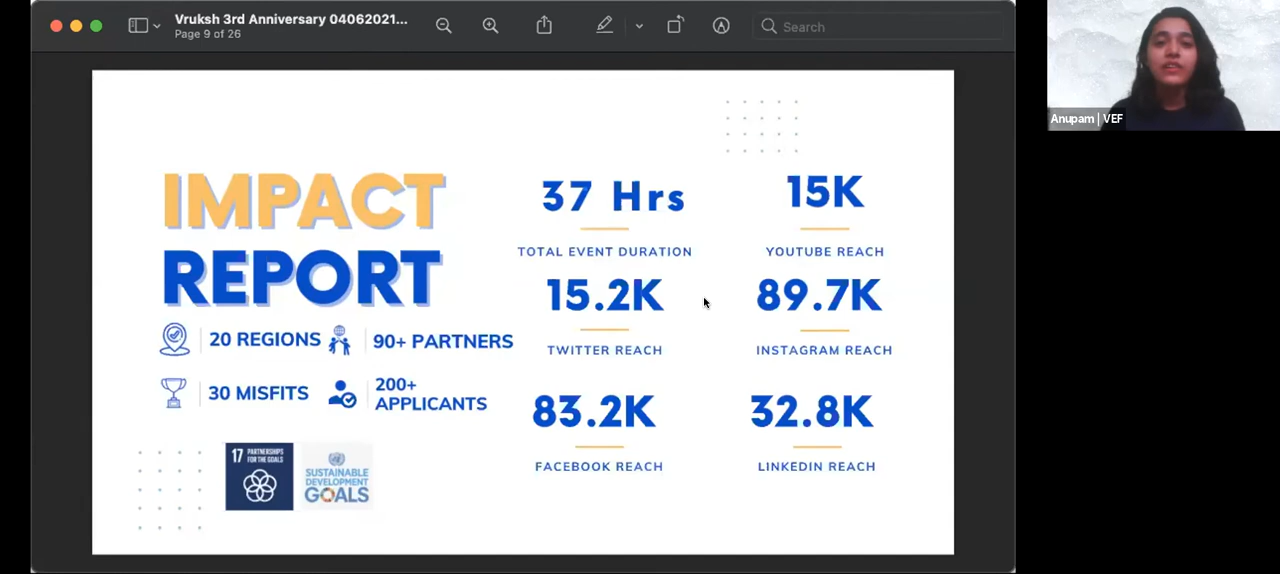 Vruksh 3rd Anniversary 04062021...
Page 9 of 26
Search
Anupam | VEF
IMPACT
REPORT
20 REGIONS
90+ PARTNERS
30 MISFITS
200+
APPLICANTS
17 PARTNERSHIPS
FOR THE GOALS
SUSTAINABLE
DEVELOPMENT
GOALS
37 Hrs
TOTAL EVENT DURATION
15K
YOUTUBE REACH
15.2K
TWITTER REACH
89.7K
INSTAGRAM REACH
83.2K
FACEBOOK REACH
32.8K
LINKEDIN REACH